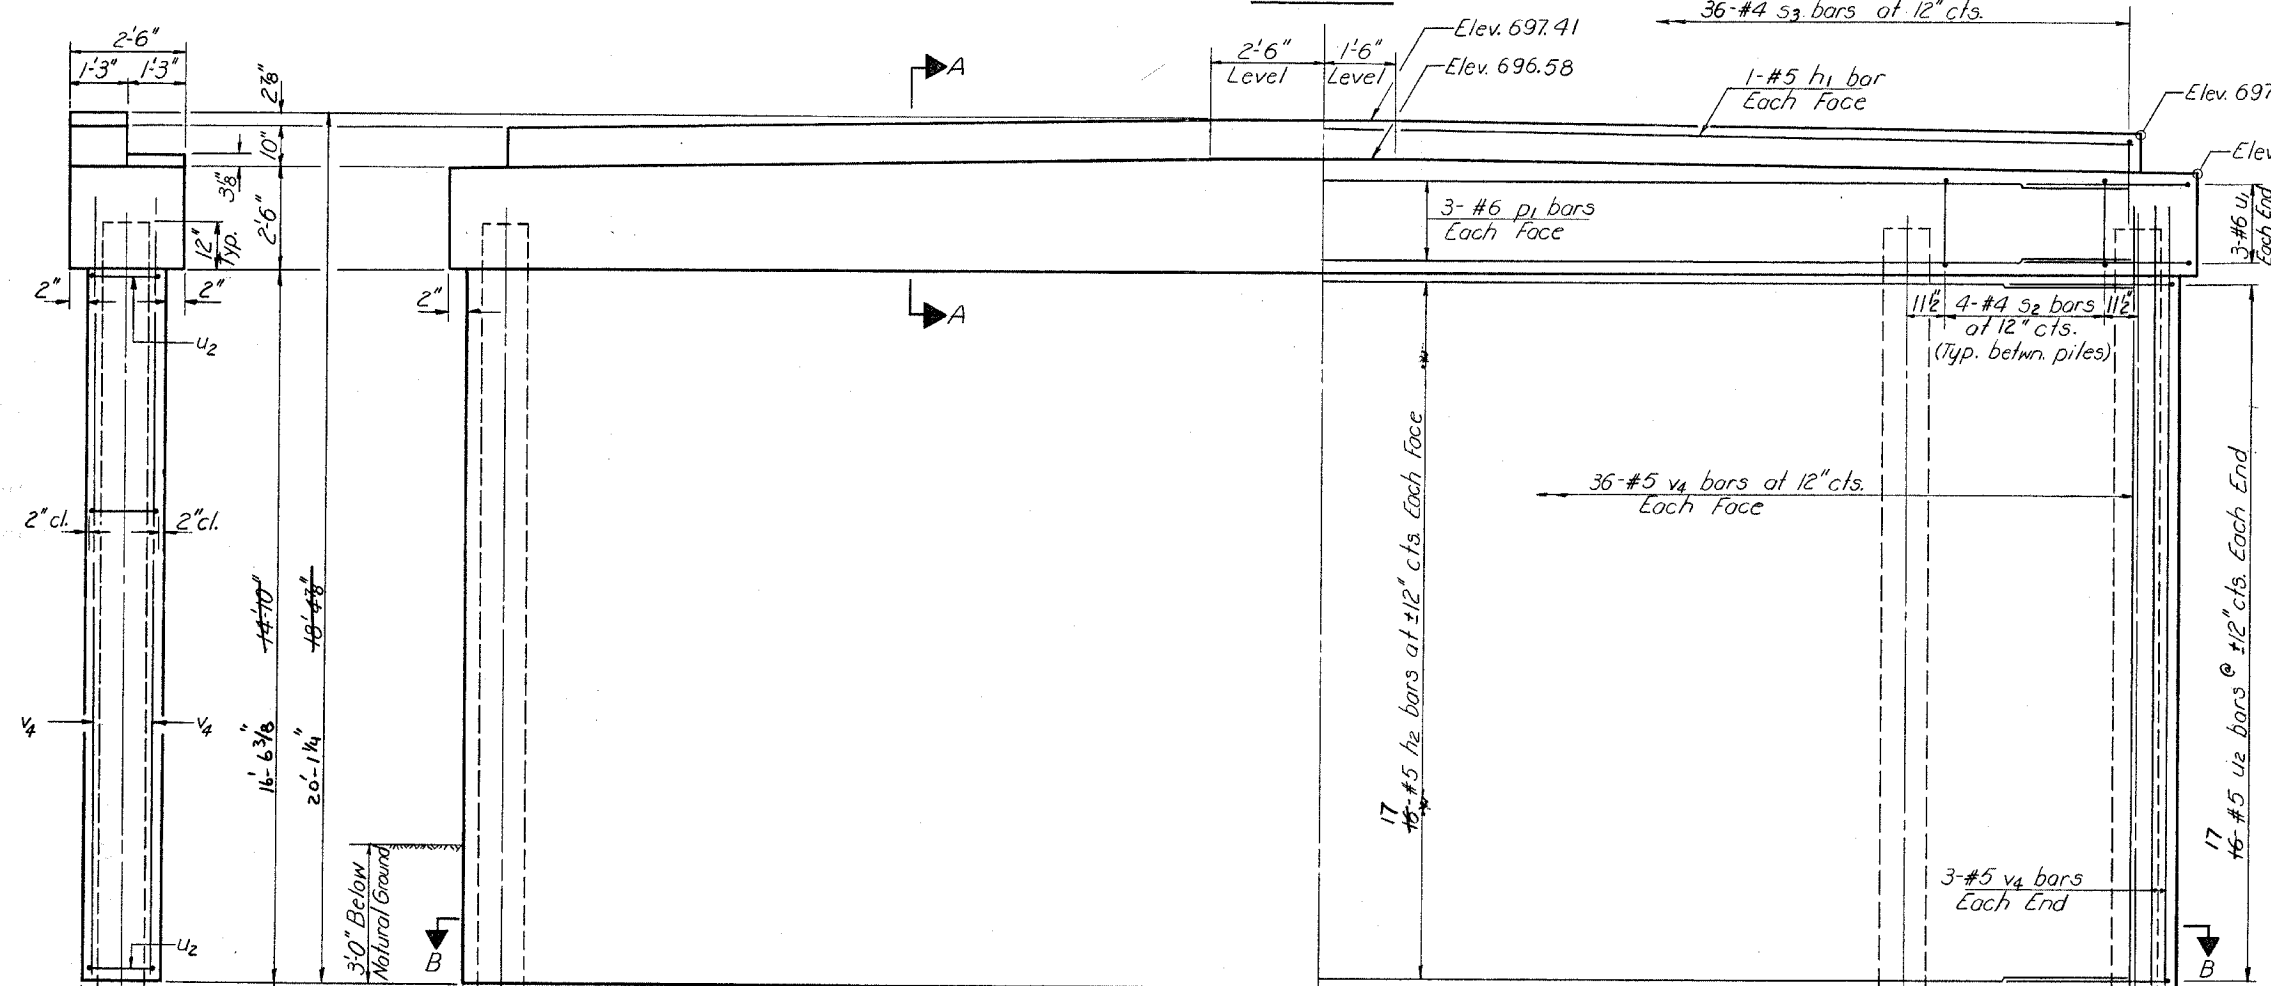 36-#4 s3 bars at 12" cts.
2'-6"
1'-3" 1'-3"
2⅞"
10"
3⅛"
2'-6"
12"
Typ.
2" 2"
u2
2" cl. 2" cl.
v4 v4
u2
14'-10"
16'-6⅜"
18'-4⅞"
20'-1¼"
A
A
2'-6"
Level
1'-6"
Level
Elev. 697.41
Elev. 696.58
1-#5 h1 bar
Each Face
Elev. 697
Elev
3-#6 p1 bars
Each Face
3-#6 u1
Each End
2"
11½" 4-#4 s2 bars 11½"
at 12" cts.
(Typ. betwn. piles)
17
16-#5 h2 bars at ±12" cts. Each Face
36-#5 v4 bars at 12" cts.
Each Face
17
16-#5 u2 bars @ ±12" cts. Each End
3-#5 v4 bars
Each End
3'-0" Below
Natural Ground
B
B